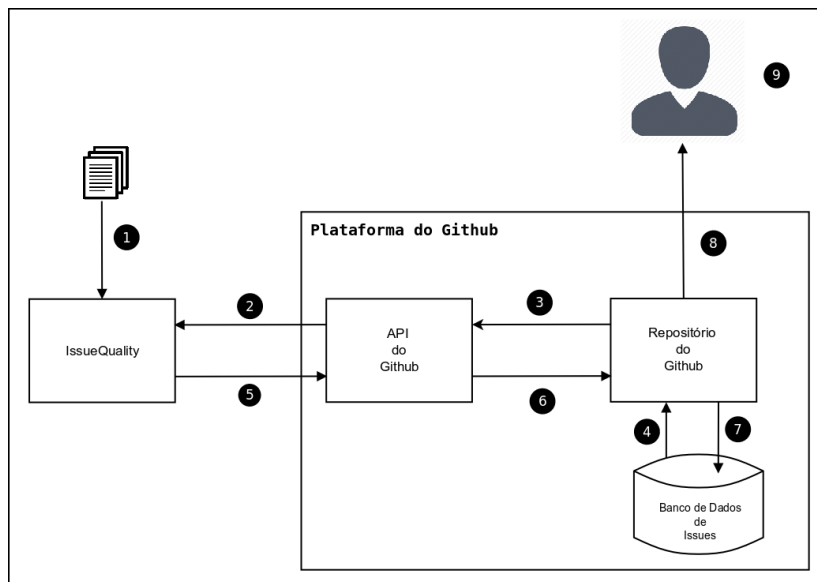 9
1
Plataforma do Github
8
2
3
IssueQuality
API
do
Github
Repositório
do
Github
5
6
4
7
Banco de Dados
de
Issues